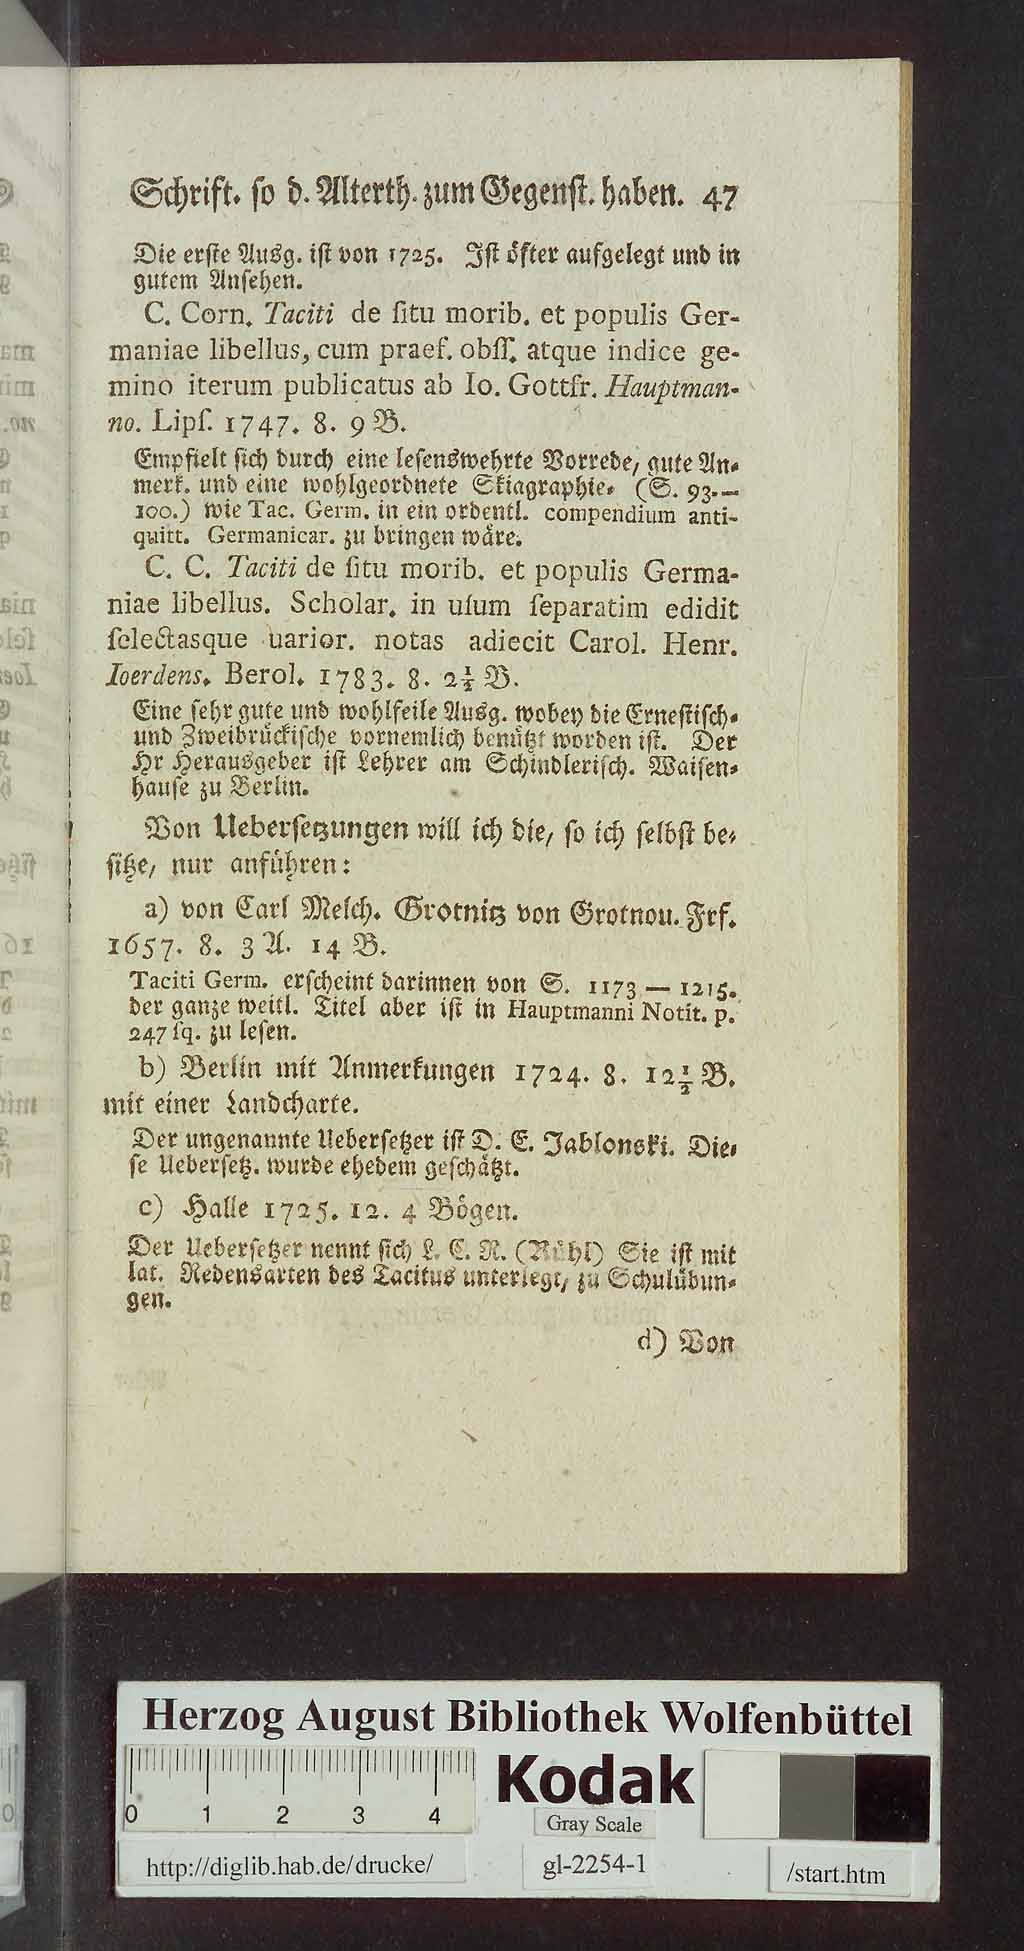 Schrift. so d. Alterth. zum Gegenst. haben. 47
Die erste Ausg. ist von 1725. Ist öfter aufgelegt und in
gutem Ansehen.
C. Corn. Taciti de ſitu morib. et populis Ger-
maniae libellus, cum praef. obſſ. atque indice ge-
mino iterum publicatus ab Io. Gottfr. Hauptman-
no. Lipſ. 1747. 8. 9 B.
Empfielt sich durch eine lesenswehrte Vorrede, gute An-
merk. und eine wohlgeordnete Skiagraphie. (S. 93.—
100.) wie Tac. Germ. in ein ordentl. compendium anti-
quitt. Germanicar. zu bringen wäre.
C. C. Taciti de ſitu morib. et populis Germa-
niae libellus. Scholar. in uſum ſeparatim edidit
ſelectasque uarior. notas adiecit Carol. Henr.
Ioerdens. Berol. 1783. 8. 2½ B.
Eine sehr gute und wohlfeile Ausg. wobey die Ernestisch-
und Zweibrückische vornemlich benützt worden ist. Der
Hr Herausgeber ist Lehrer am Schindlerisch. Waisen-
hause zu Berlin.
Von Uebersetzungen will ich die, so ich selbst be-
sitze, nur anführen:
a) von Carl Melch. Grotnitz von Grotnou. Frf.
1657. 8. 3 A. 14 B.
Taciti Germ. erscheint darinnen von S. 1173 — 1215.
der ganze weitl. Titel aber ist in Hauptmanni Notit. p.
247 ſq. zu lesen.
b) Berlin mit Anmerkungen 1724. 8. 12½ B.
mit einer Landcharte.
Der ungenannte Uebersetzer ist D. E. Jablonski. Die-
se Uebersetz. wurde ehedem geschätzt.
c) Halle 1725. 12. 4 Bögen.
Der Uebersetzer nennt sich L. C. R. (Rühl) Sie ist mit
lat. Redensarten des Tacitus unterlegt, zu Schulübun-
gen.
d) Von
Herzog August Bibliothek Wolfenbüttel
0 1 2 3 4
Kodak
Gray Scale
http://diglib.hab.de/drucke/
gl-2254-1
/start.htm